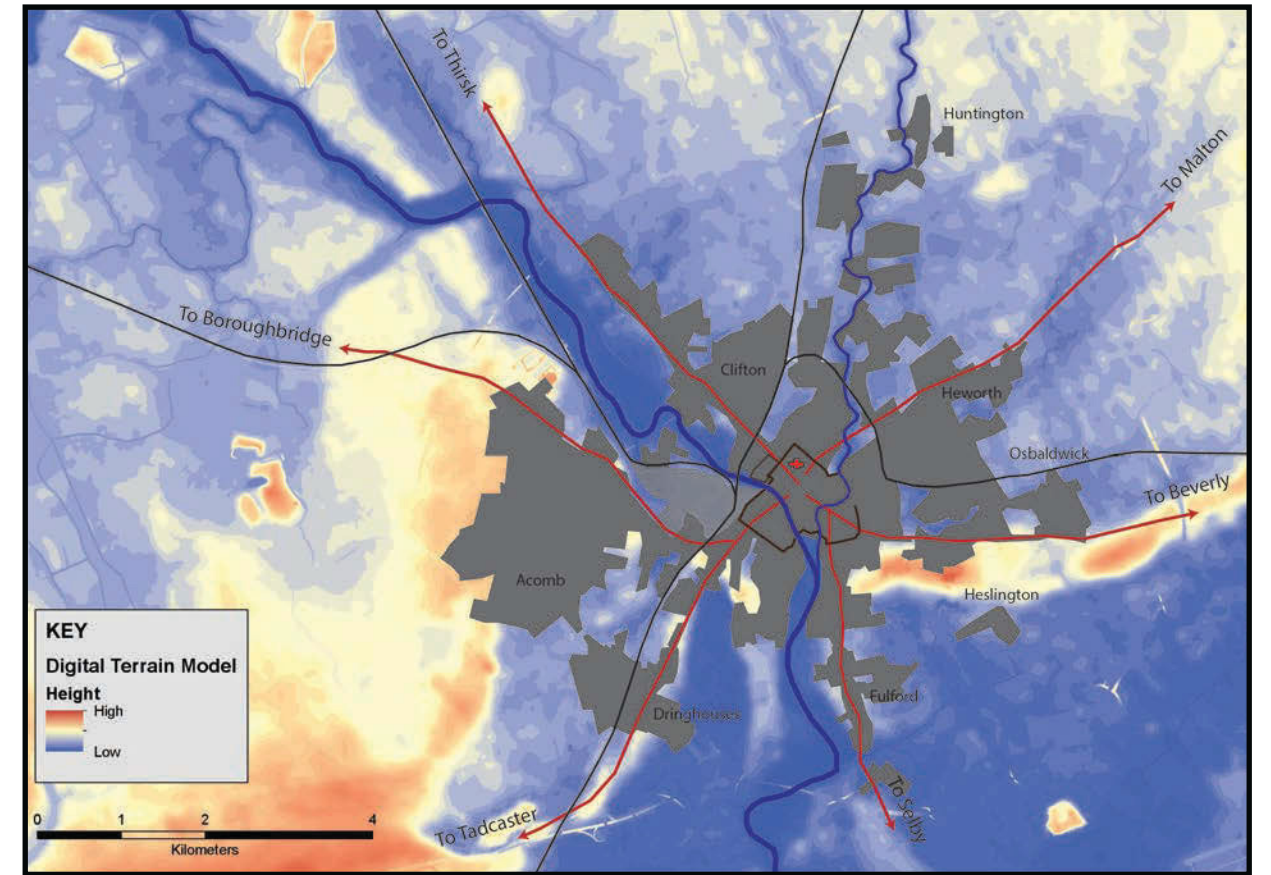 To Thirsk
Huntington
To Malton
To Boroughbridge
Clifton
Heworth
Osbaldwick
To Beverly
Acomb
Heslington
KEY
Digital Terrain Model
Height
High
Low
Fulford
Dringhouses
To Selby
To Tadcaster
0 1 2 4
Kilometers